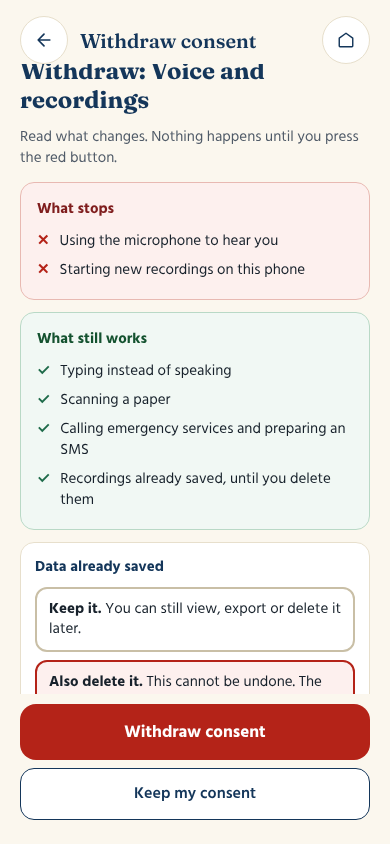 Withdraw consent
Withdraw: Voice and
recordings
Read what changes. Nothing happens until you press
the red button.
What stops
✕ Using the microphone to hear you
✕ Starting new recordings on this phone
What still works
✓ Typing instead of speaking
✓ Scanning a paper
✓ Calling emergency services and preparing an
SMS
✓ Recordings already saved, until you delete
them
Data already saved
Keep it. You can still view, export or delete it
later.
Also delete it. This cannot be undone. The
Withdraw consent
Keep my consent